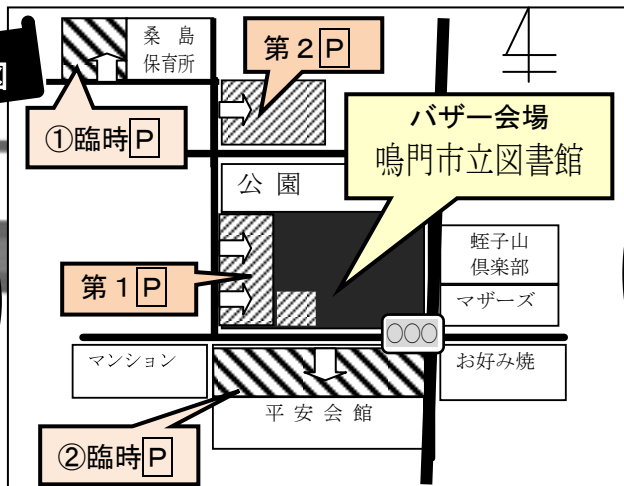 桑島
保育所
第2P
①臨時P
バザー会場
鳴門市立図書館
公園
蛭子山
倶楽部
第1P
マザーズ
マンション
お好み焼
平安会館
②臨時P